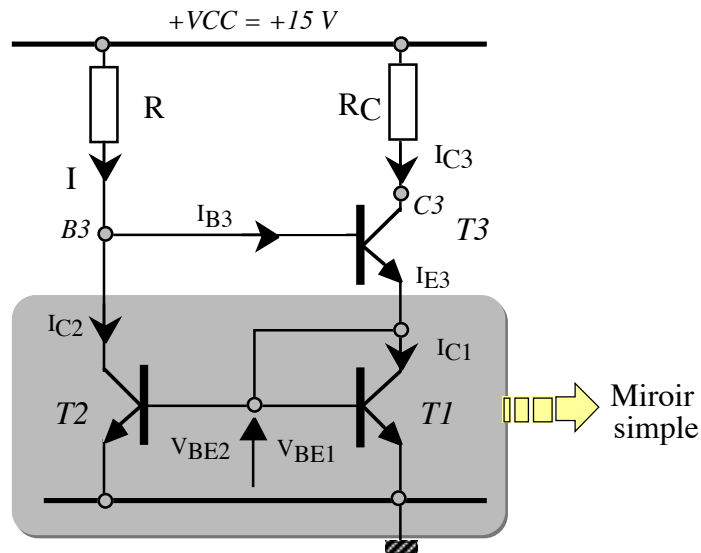 +VCC = +15 V
R
RC
I
IC3
C3
B3
IB3
T3
IE3
IC2
IC1
T2
T1
VBE2
VBE1
Miroir
simple